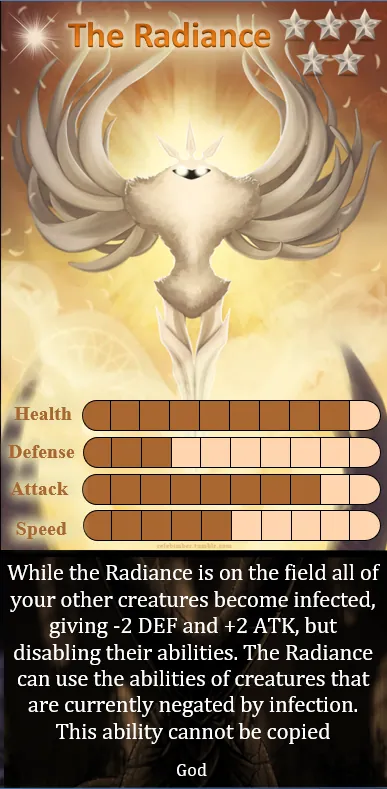 The Radiance
Health
Defense
Attack
Speed
While the Radiance is on the field all of
your other creatures become infected,
giving -2 DEF and +2 ATK, but
disabling their abilities. The Radiance
can use the abilities of creatures that
are currently negated by infection.
This ability cannot be copied
God